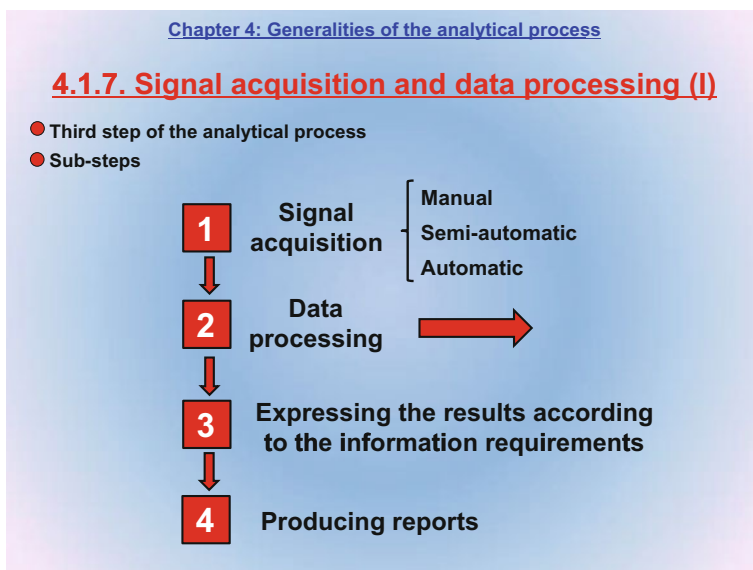 Chapter 4: Generalities of the analytical process
4.1.7. Signal acquisition and data processing (I)
Third step of the analytical process
Sub-steps
1
Signal
acquisition
Manual
Semi-automatic
Automatic
2
Data
processing
3
Expressing the results according
to the information requirements
4
Producing reports